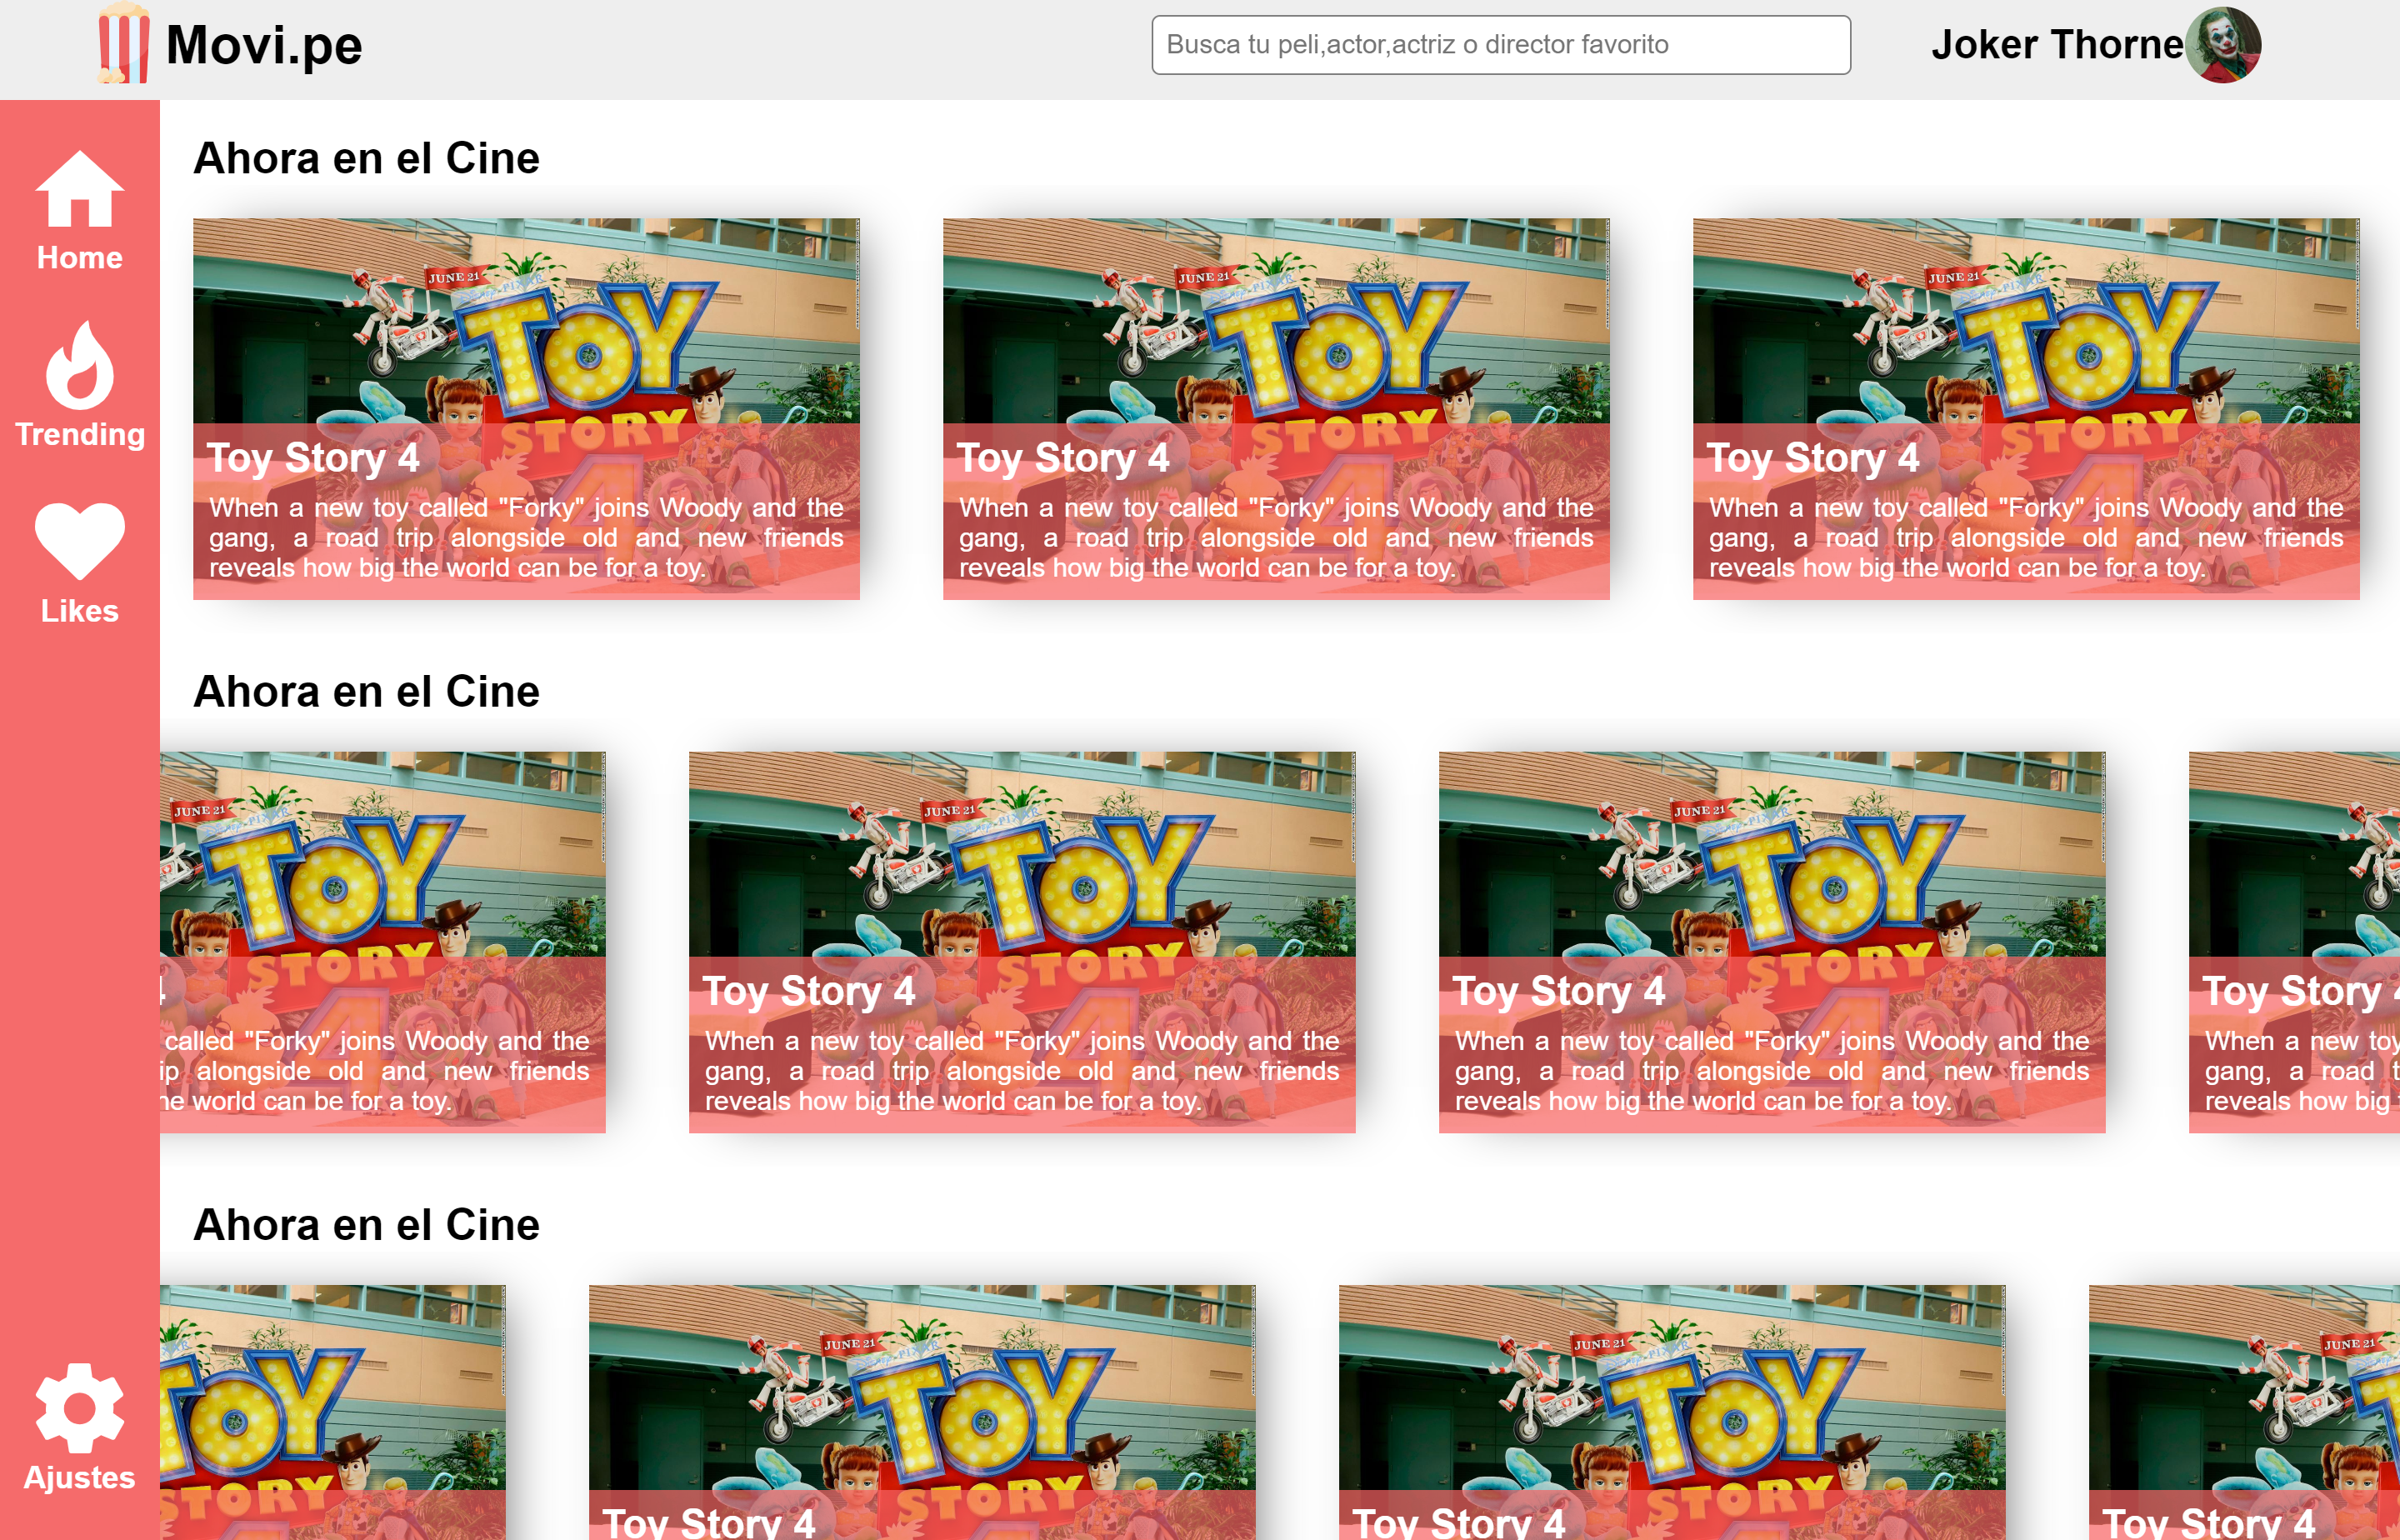 Movi.pe
Busca tu peli,actor,actriz o director favorito
Joker Thorne
Home
Trending
Likes
Ajustes
Ahora en el Cine
JUNE 21
TOY
STORY
4
Toy Story 4
When a new toy called "Forky" joins Woody and the
gang, a road trip alongside old and new friends
reveals how big the world can be for a toy.
JUNE 21
TOY
STORY
4
Toy Story 4
When a new toy called "Forky" joins Woody and the
gang, a road trip alongside old and new friends
reveals how big the world can be for a toy.
JUNE 21
TOY
STORY
4
Toy Story 4
When a new toy called "Forky" joins Woody and the
gang, a road trip alongside old and new friends
reveals how big the world can be for a toy.
Ahora en el Cine
JUNE 21
TOY
STORY
4
4
called "Forky" joins Woody and the
alongside old and new friends
world can be for a toy.
JUNE 21
TOY
STORY
4
Toy Story 4
When a new toy called "Forky" joins Woody and the
gang, a road trip alongside old and new friends
reveals how big the world can be for a toy.
JUNE 21
TOY
STORY
4
Toy Story 4
When a new toy called "Forky" joins Woody and the
gang, a road trip alongside old and new friends
reveals how big the world can be for a toy.
Toy Story
When a new toy
gang, a road
reveals how big
Ahora en el Cine
TOY
STORY
JUNE 21
TOY
STORY
Toy Story 4
JUNE 21
TOY
STORY
Toy Story 4
JUNE 21
Toy Story 4